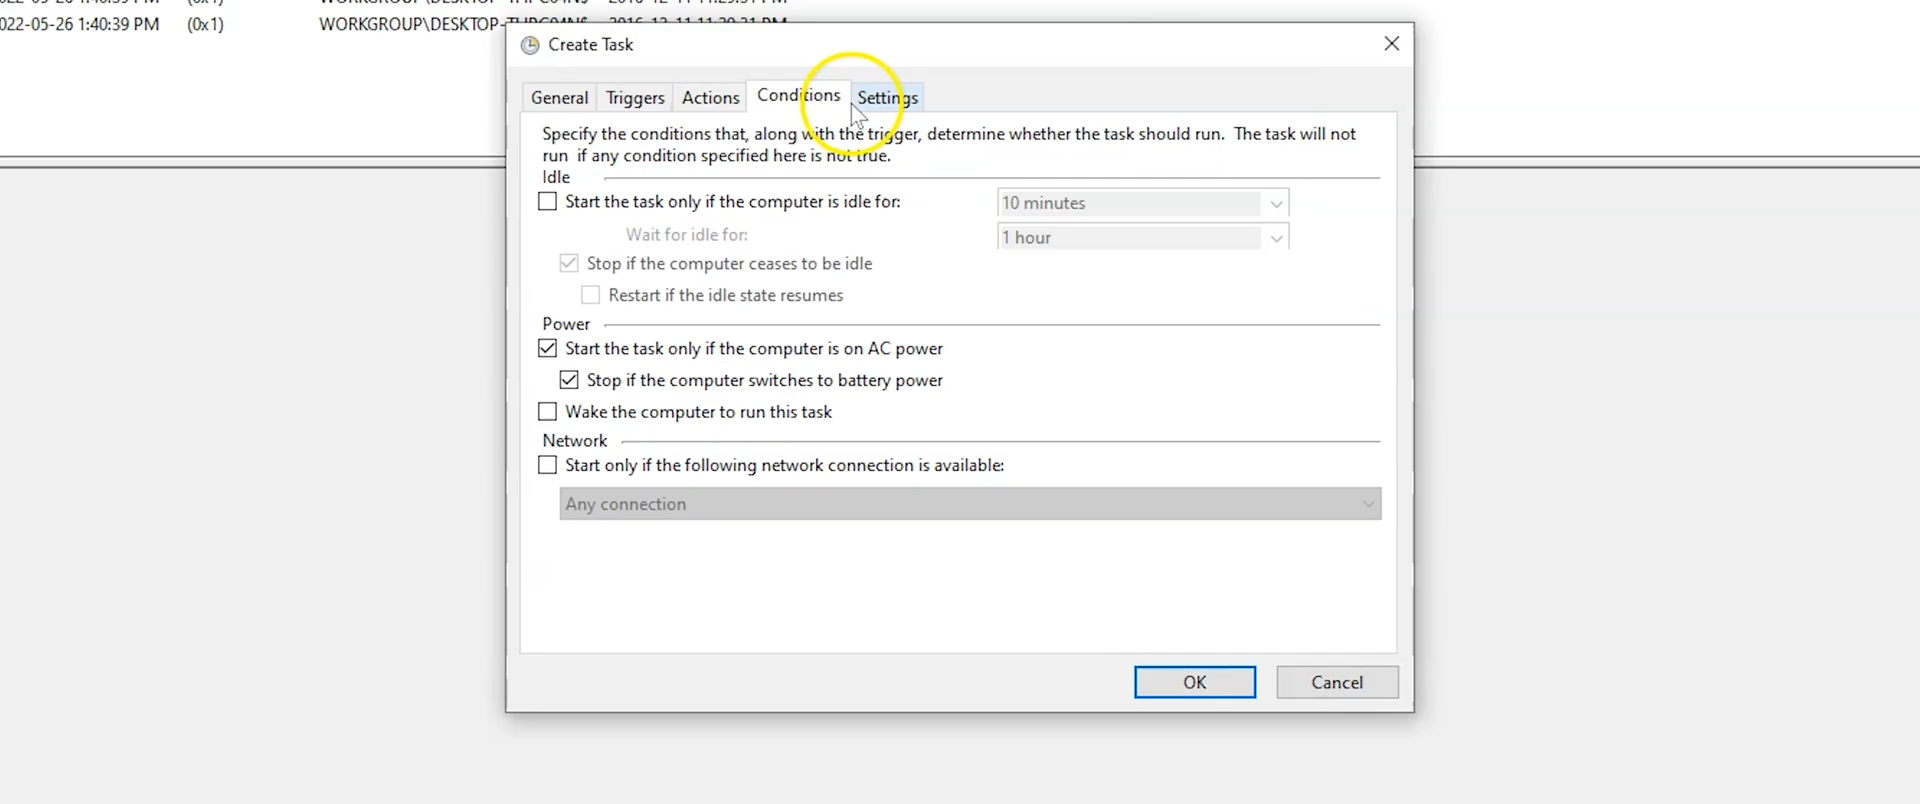 022-05-26 1:40:39 PM (0x1) WORKGROUP\DESKTOP-
Create Task
General Triggers Actions Conditions Settings
Specify the conditions that, along with the trigger, determine whether the task should run. The task will not
run if any condition specified here is not true.
Idle
Start the task only if the computer is idle for: 10 minutes
Wait for idle for: 1 hour
Stop if the computer ceases to be idle
Restart if the idle state resumes
Power
Start the task only if the computer is on AC power
Stop if the computer switches to battery power
Wake the computer to run this task
Network
Start only if the following network connection is available:
Any connection
OK Cancel